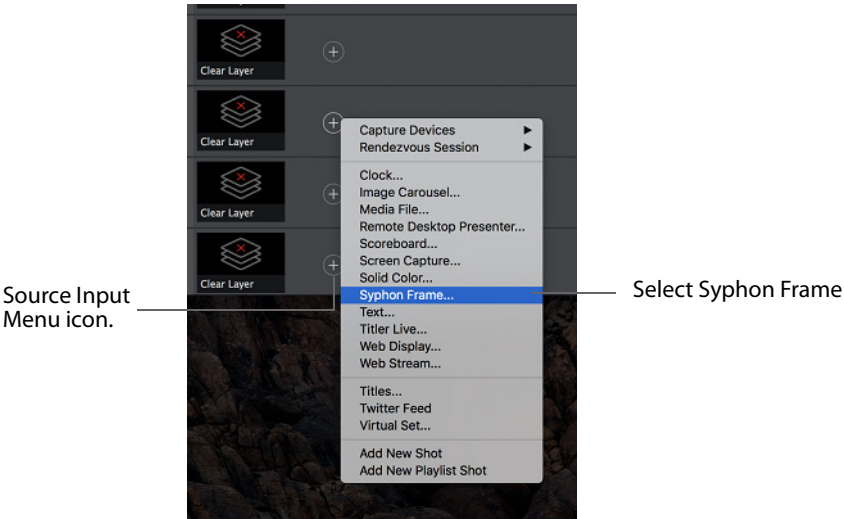 Clear Layer
Clear Layer
Clear Layer
Clear Layer
Capture Devices
Rendezvous Session
Clock...
Image Carousel...
Media File...
Remote Desktop Presenter...
Scoreboard...
Screen Capture...
Solid Color...
Syphon Frame...
Text...
Titler Live...
Web Display...
Web Stream...
Titles...
Twitter Feed
Virtual Set...
Add New Shot
Add New Playlist Shot
Source Input
Menu icon.
Select Syphon Frame